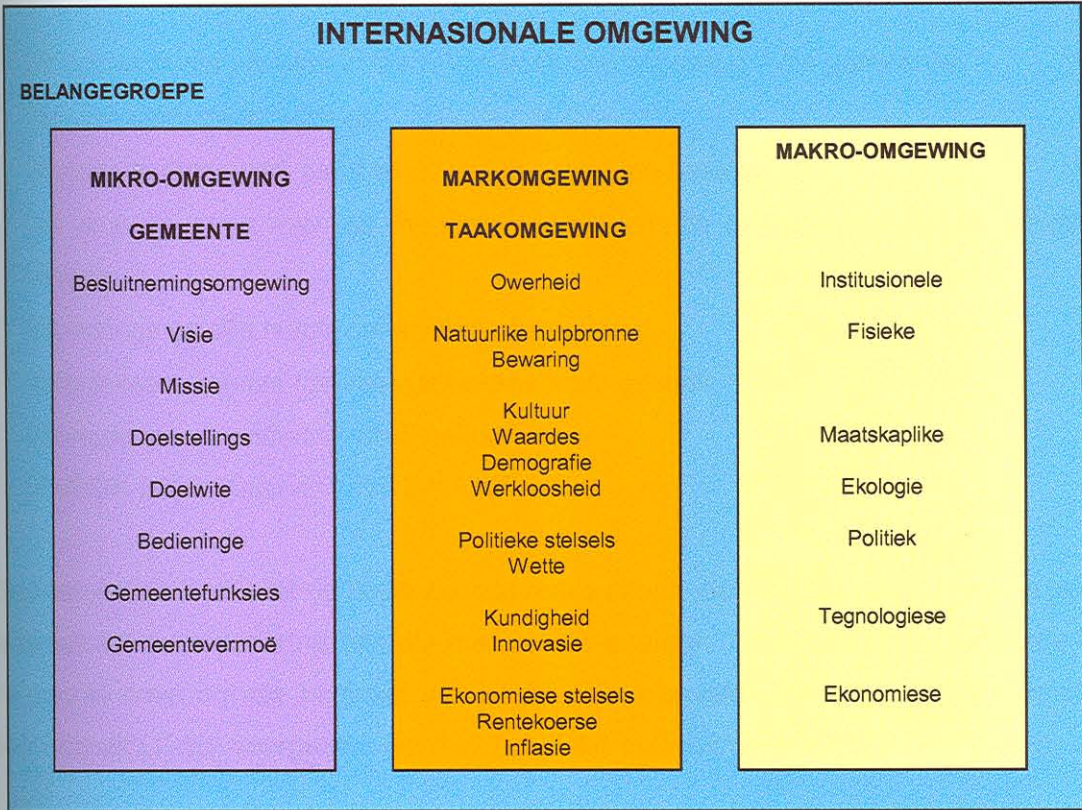 INTERNASIONALE OMGEWING
BELANGEGROEPE
MIKRO-OMGEWING
GEMEENTE
Besluitnemingsomgewing
Visie
Missie
Doelstellings
Doelwite
Bedieninge
Gemeentefunksies
Gemeentevermoë
MARKOMGEWING
TAAKOMGEWING
Owerheid
Natuurlike hulpbronne
Bewaring
Kultuur
Waardes
Demografie
Werkloosheid
Politieke stelsels
Wette
Kundigheid
Innovasie
Ekonomiese stelsels
Rentekoerse
Inflasie
MAKRO-OMGEWING
Institusionele
Fisieke
Maatskaplike
Ekologie
Politiek
Tegnologiese
Ekonomiese